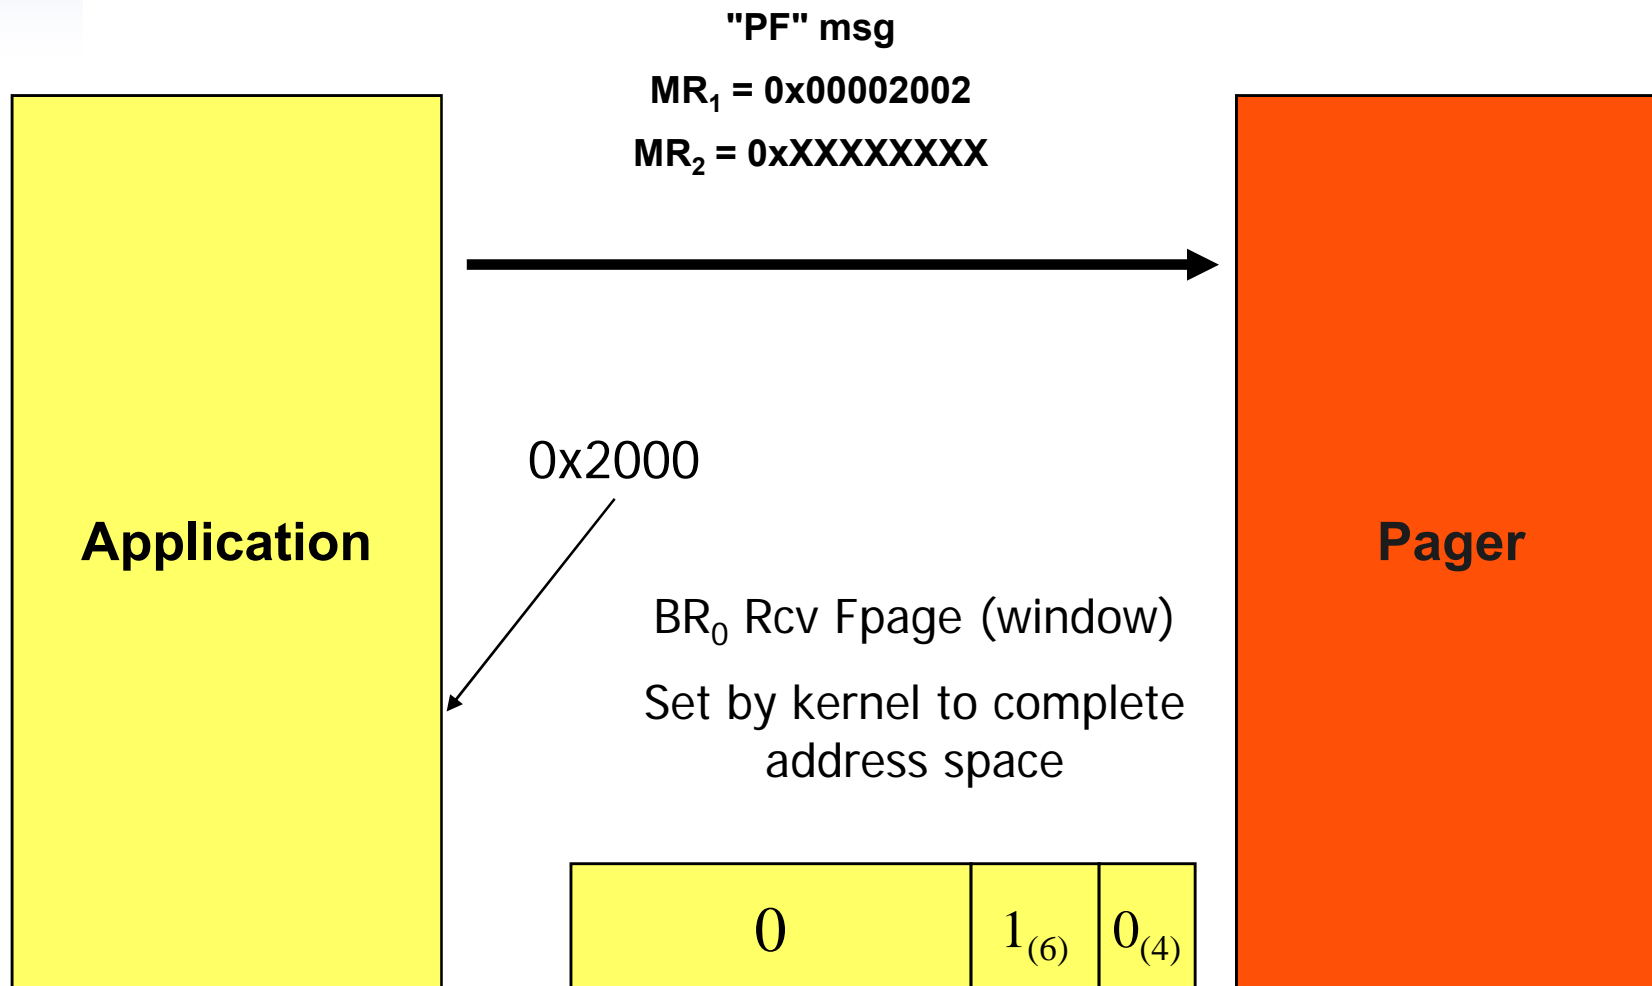 "PF" msg
MR₁ = 0x00002002
MR₂ = 0xXXXXXXXX
0x2000
Application
Pager
BR₀ Rcv Fpage (window)
Set by kernel to complete
address space
0 1₍₆₎ 0₍₄₎